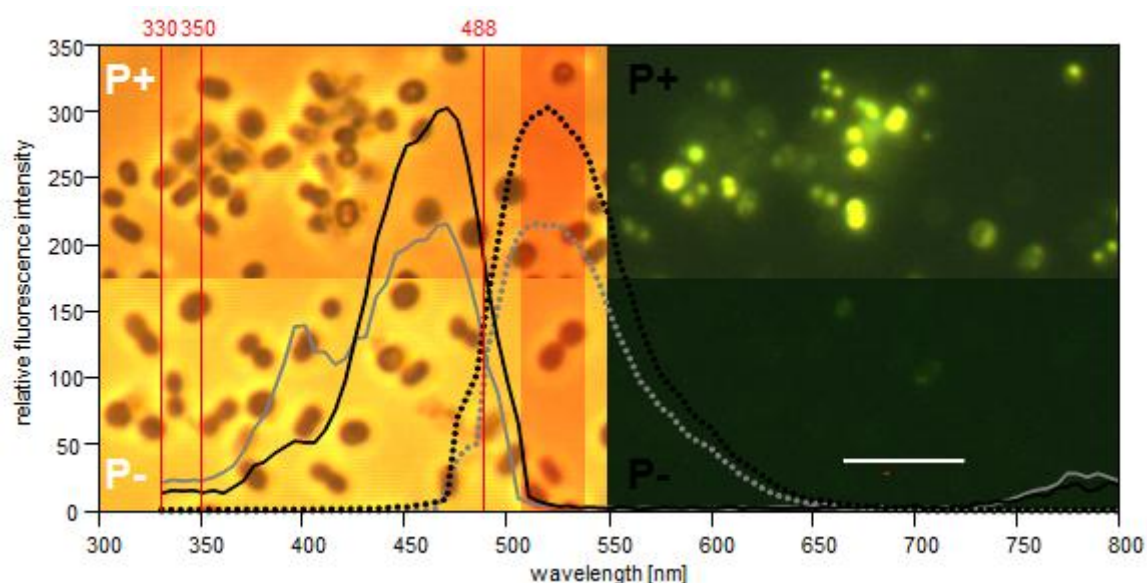 330 350 488
350
P+ P+
300
250
200
150
100
50
P- P-
0
300 350 400 450 500 550 600 650 700 750 800
wavelength [nm]
relative fluorescence intensity